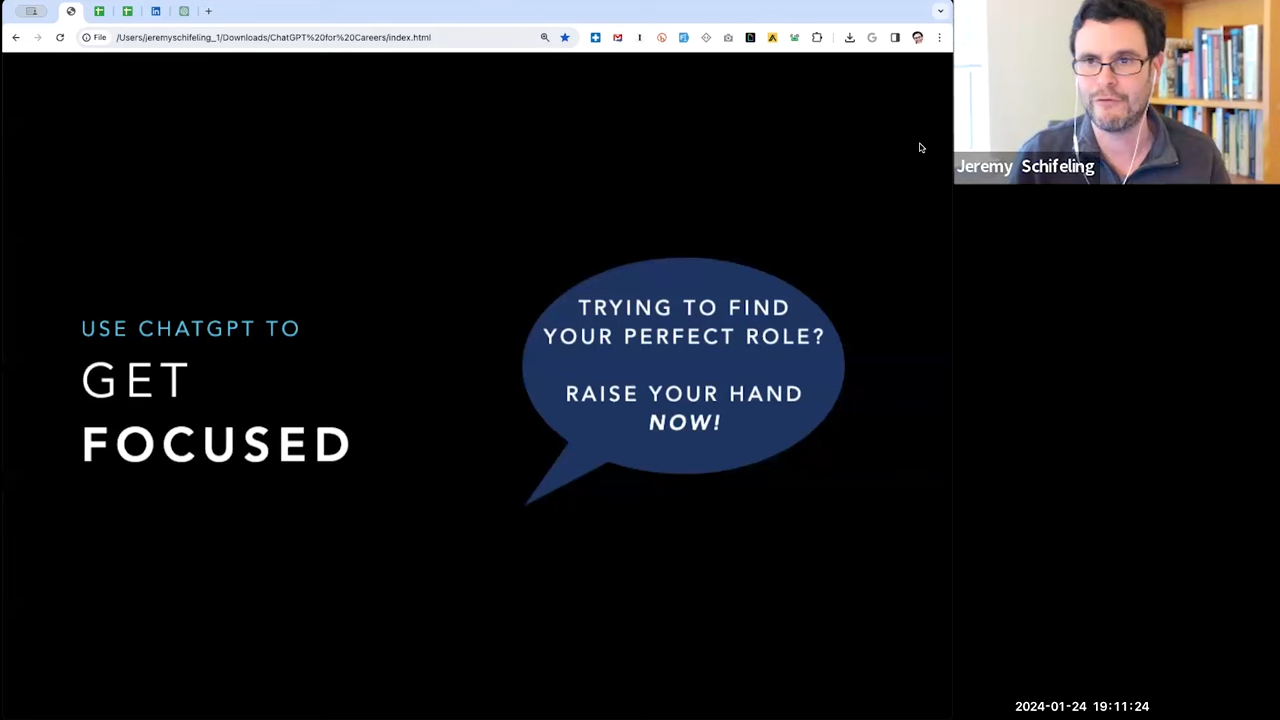 File
/Users/jeremyschifeling_1/Downloads/ChatGPT%20for%20Careers/index.html
Jeremy Schifeling
USE CHATGPT TO
GET
FOCUSED
TRYING TO FIND
YOUR PERFECT ROLE?
RAISE YOUR HAND
NOW!
2024-01-24 19:11:24